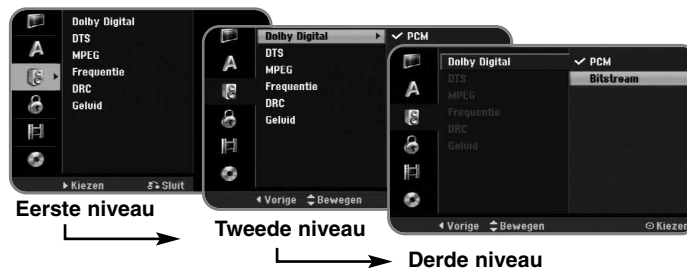 Dolby Digital
DTS
MPEG
Frequentie
DRC
Geluid
Kiezen Sluit
Eerste niveau
Dolby Digital PCM
DTS
MPEG
Frequentie
DRC
Geluid
Vorige Bewegen
Tweede niveau
Dolby Digital PCM
DTS Bitstream
MPEG
Frequentie
DRC
Geluid
Vorige Bewegen Kiezen
Derde niveau